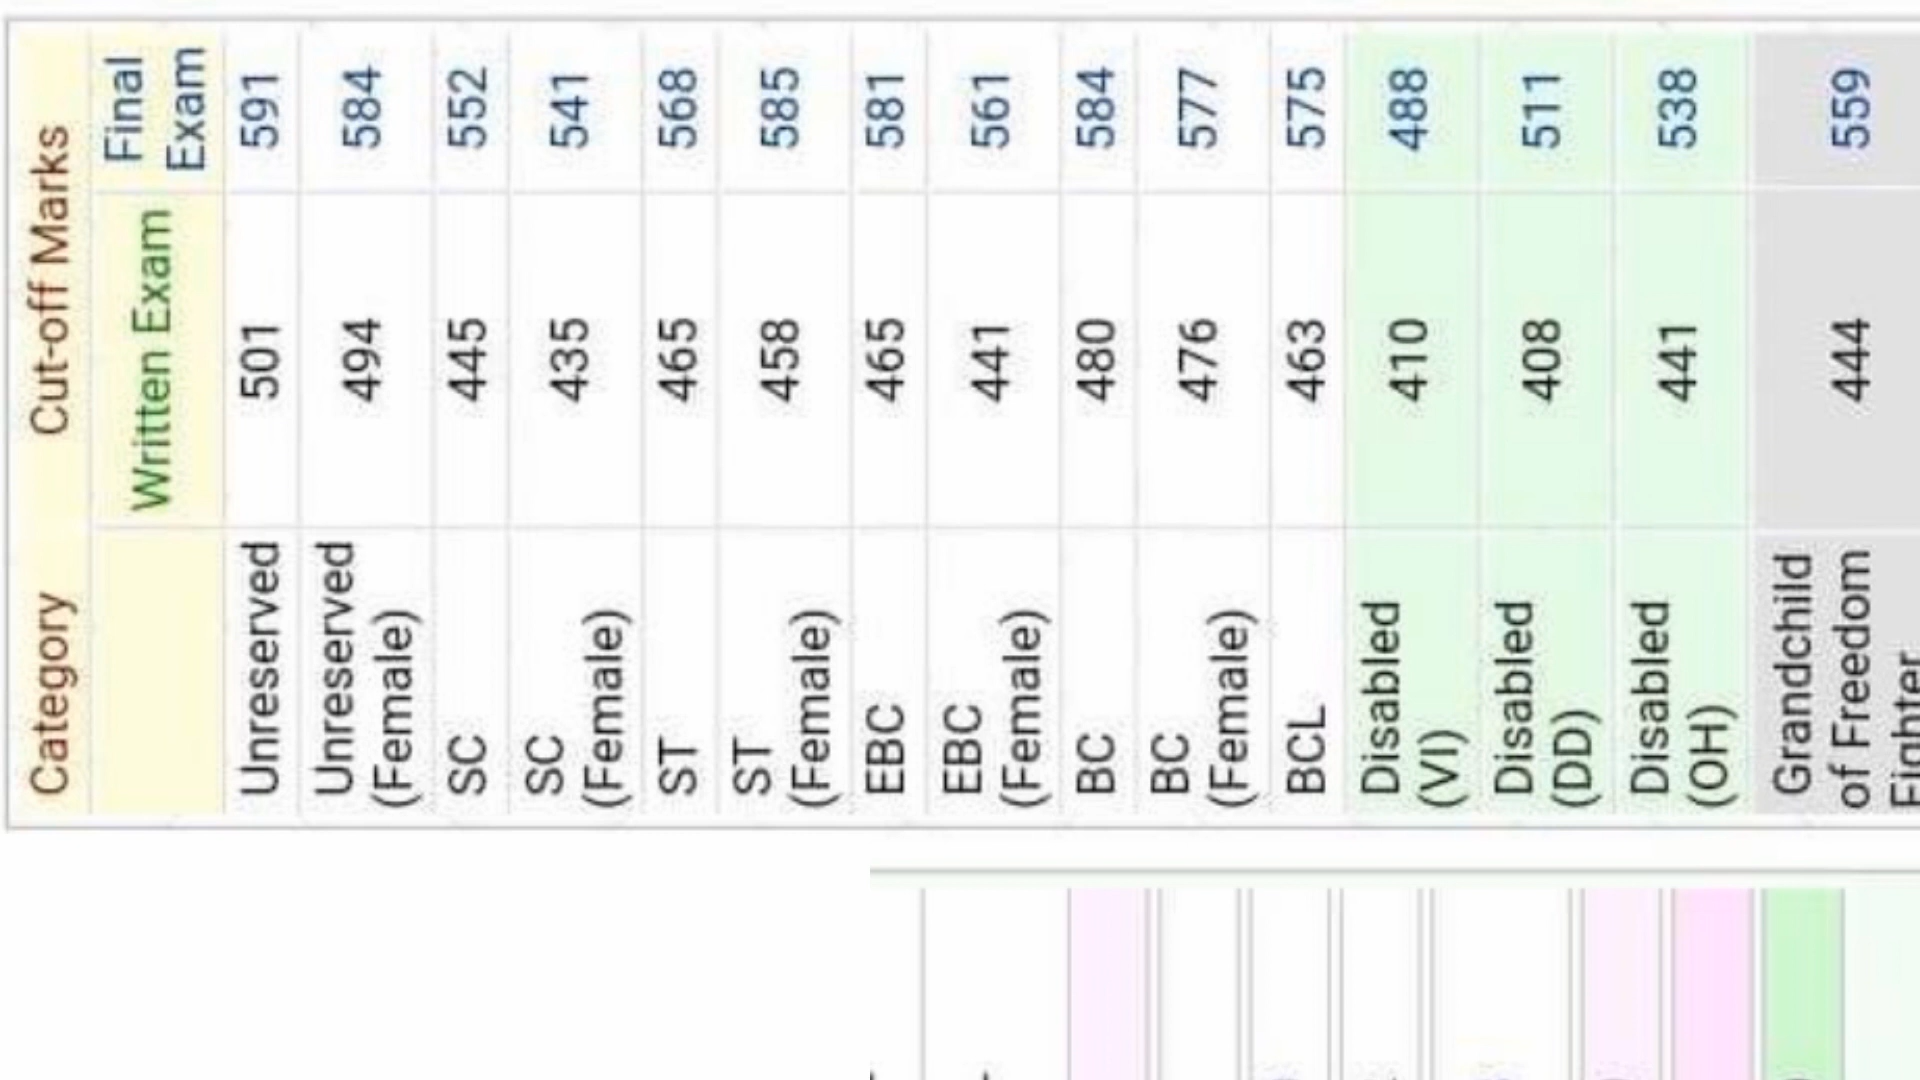 Category Cut-off Marks
Written Exam Final
Exam
Unreserved 501 591
Unreserved
(Female) 494 584
SC 445 552
SC
(Female) 435 541
ST 465 568
ST
(Female) 458 585
EBC 465 581
EBC
(Female) 441 561
BC 480 584
BC
(Female) 476 577
BCL 463 575
Disabled
(VI) 410 488
Disabled
(DD) 408 511
Disabled
(OH) 441 538
Grandchild
of Freedom
Fighter 444 559